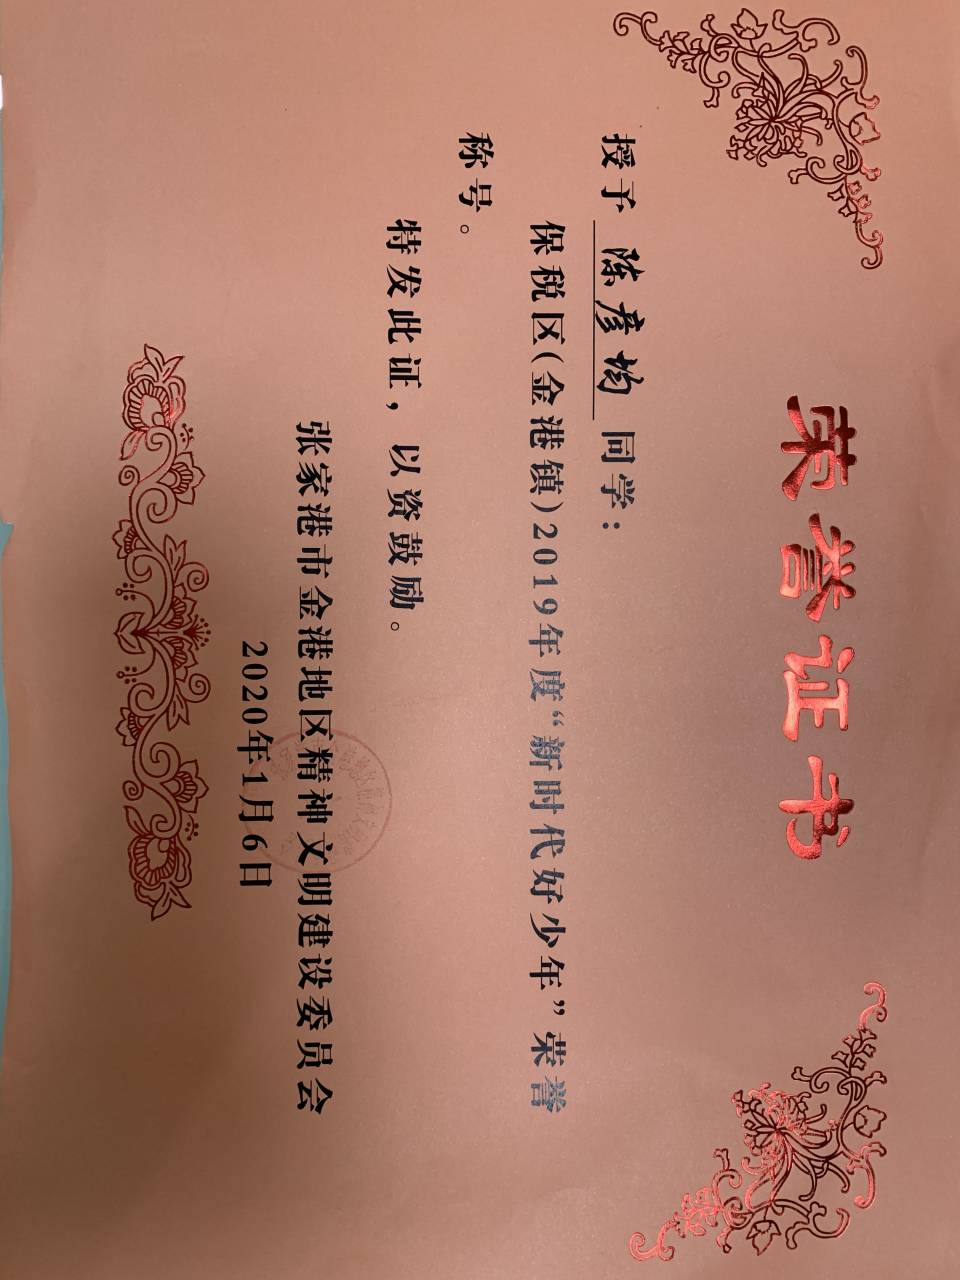 荣誉证书
授予 陈彦均 同学：
保税区(金港镇)2019年度“新时代好少年”荣誉
称号。
特发此证，以资鼓励。
张家港市金港地区精神文明建设委员会
2020年1月6日